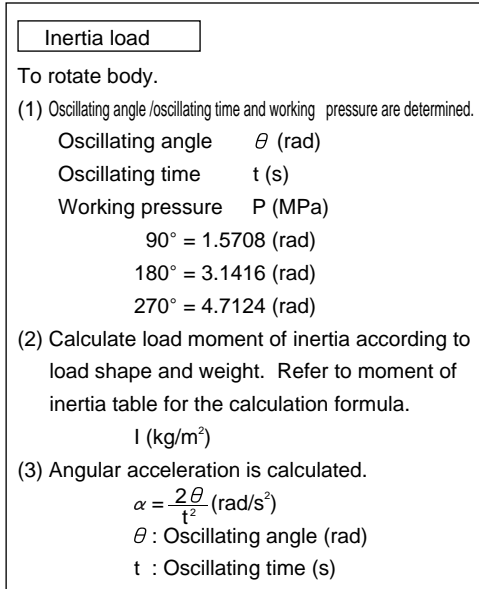 Inertia load
To rotate body.
(1) Oscillating angle /oscillating time and working pressure are determined.
Oscillating angle θ (rad)
Oscillating time t (s)
Working pressure P (MPa)
90° = 1.5708 (rad)
180° = 3.1416 (rad)
270° = 4.7124 (rad)
(2) Calculate load moment of inertia according to
load shape and weight. Refer to moment of
inertia table for the calculation formula.
I (kg/m²)
(3) Angular acceleration is calculated.
α = 2θ/t² (rad/s²)
θ : Oscillating angle (rad)
t : Oscillating time (s)